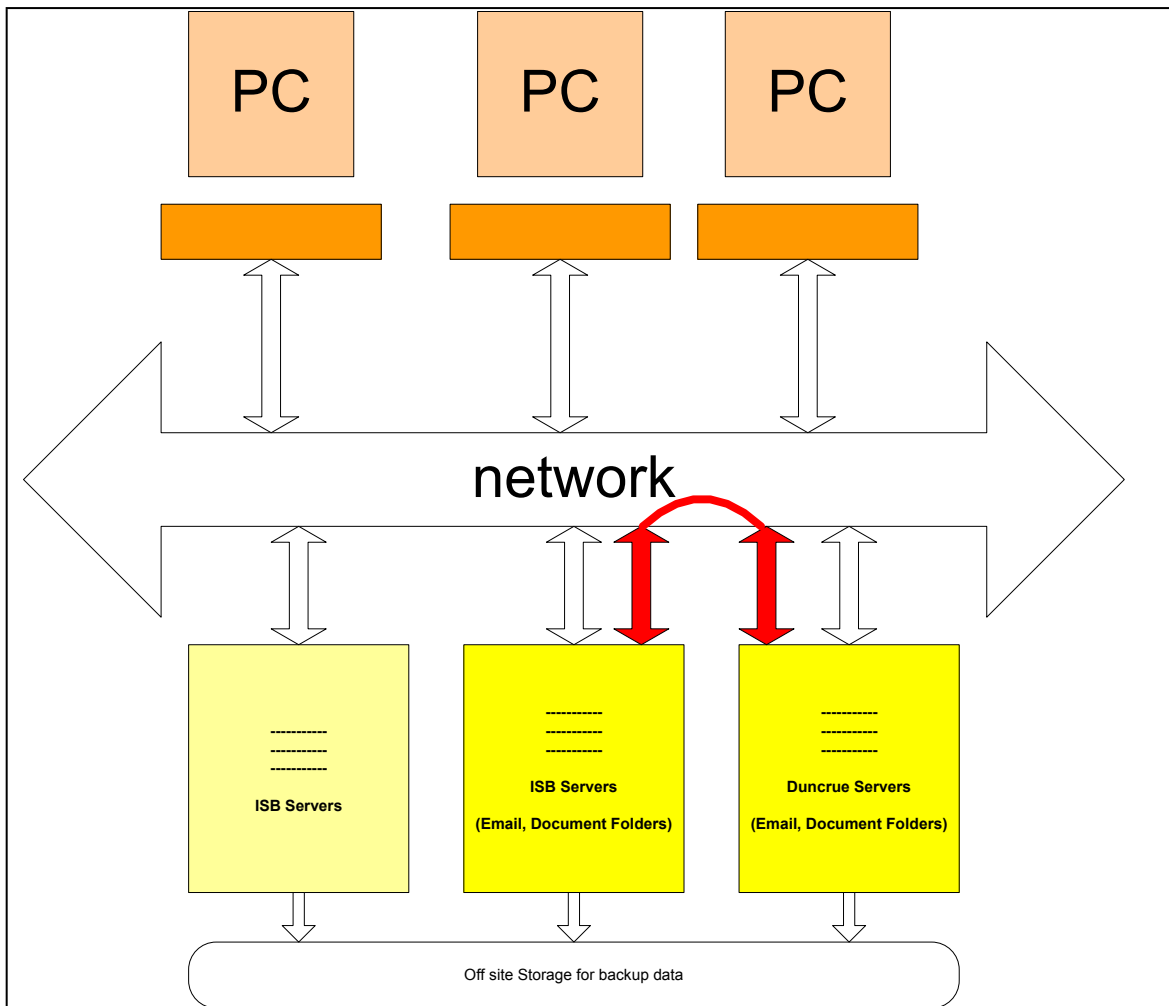 PC
PC
PC
network
-----------
-----------
-----------
ISB Servers
-----------
-----------
-----------
ISB Servers
(Email, Document Folders)
-----------
-----------
-----------
Duncrue Servers
(Email, Document Folders)
Off site Storage for backup data